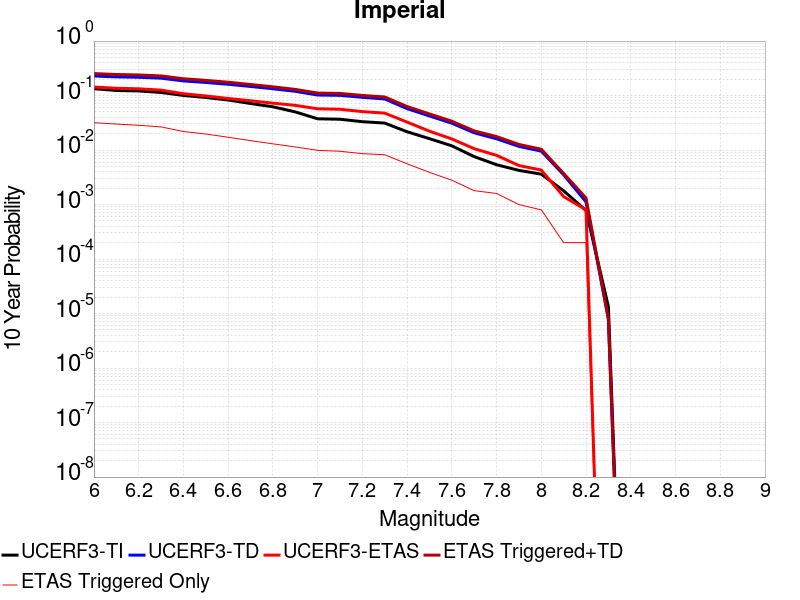 Imperial
10^0
10^-1
10^-2
10^-3
10^-4
10^-5
10^-6
10^-7
10^-8
10 Year Probability
6 6.2 6.4 6.6 6.8 7 7.2 7.4 7.6 7.8 8 8.2 8.4 8.6 8.8 9
Magnitude
UCERF3-TI UCERF3-TD UCERF3-ETAS ETAS Triggered+TD
ETAS Triggered Only